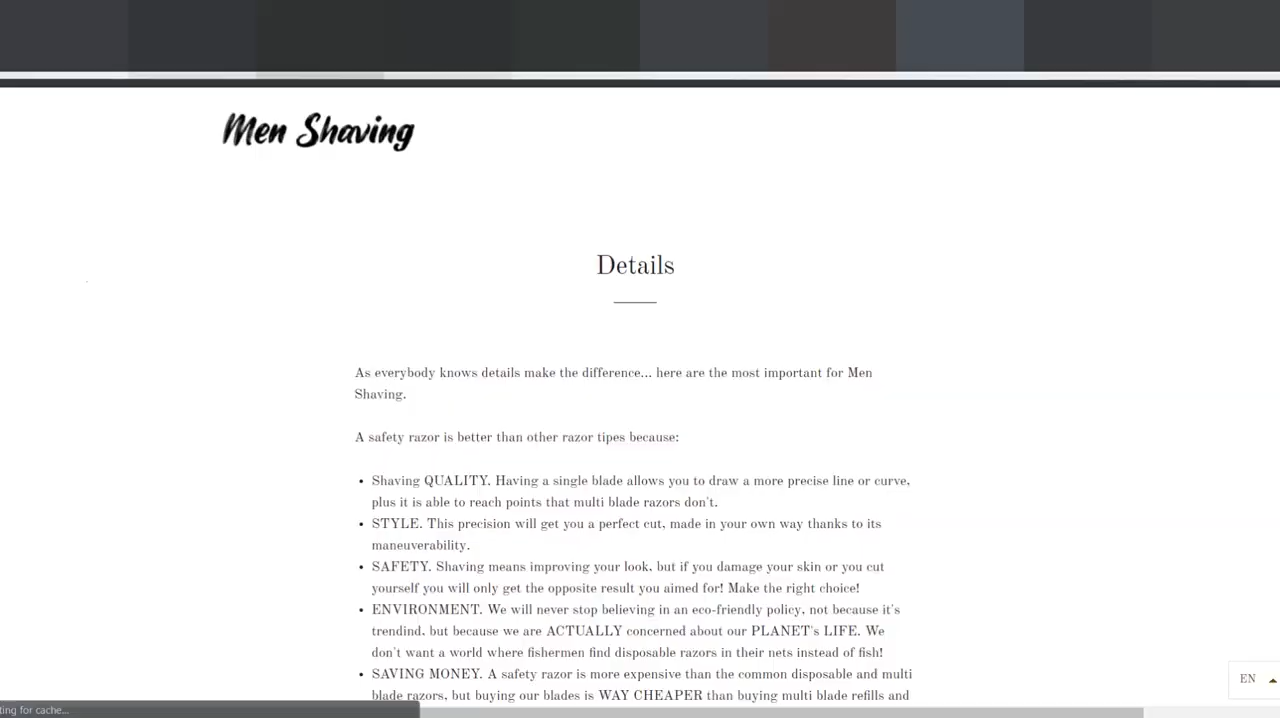 Men Shaving
Details
As everybody knows details make the difference... here are the most important for Men
Shaving.
A safety razor is better than other razor tipes because:
• Shaving QUALITY. Having a single blade allows you to draw a more precise line or curve,
plus it is able to reach points that multi blade razors don't.
• STYLE. This precision will get you a perfect cut, made in your own way thanks to its
maneuverability.
• SAFETY. Shaving means improving your look, but if you damage your skin or you cut
yourself you will only get the opposite result you aimed for! Make the right choice!
• ENVIRONMENT. We will never stop believing in an eco-friendly policy, not because it's
trendind, but because we are ACTUALLY concerned about our PLANET's LIFE. We
don't want a world where fishermen find disposable razors in their nets instead of fish!
• SAVING MONEY. A safety razor is more expensive than the common disposable and multi
blade razors, but buying our blades is WAY CHEAPER than buying multi blade refills and
EN
ting for cache...